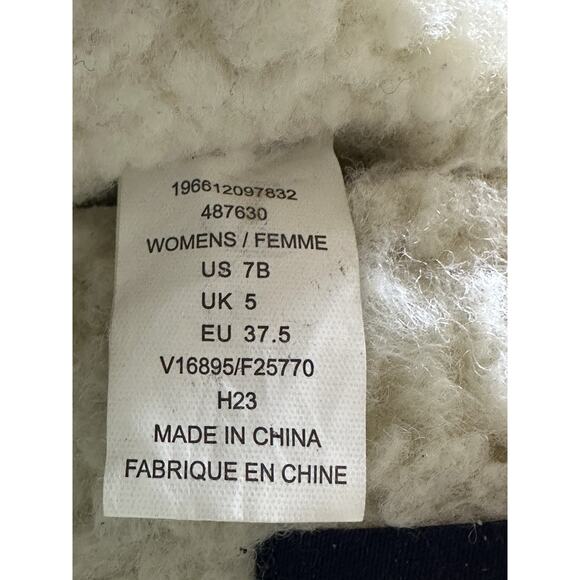 196612097832
487630
WOMENS / FEMME
US 7B
UK 5
EU 37.5
V16895/F25770
H23
MADE IN CHINA
FABRIQUE EN CHINE